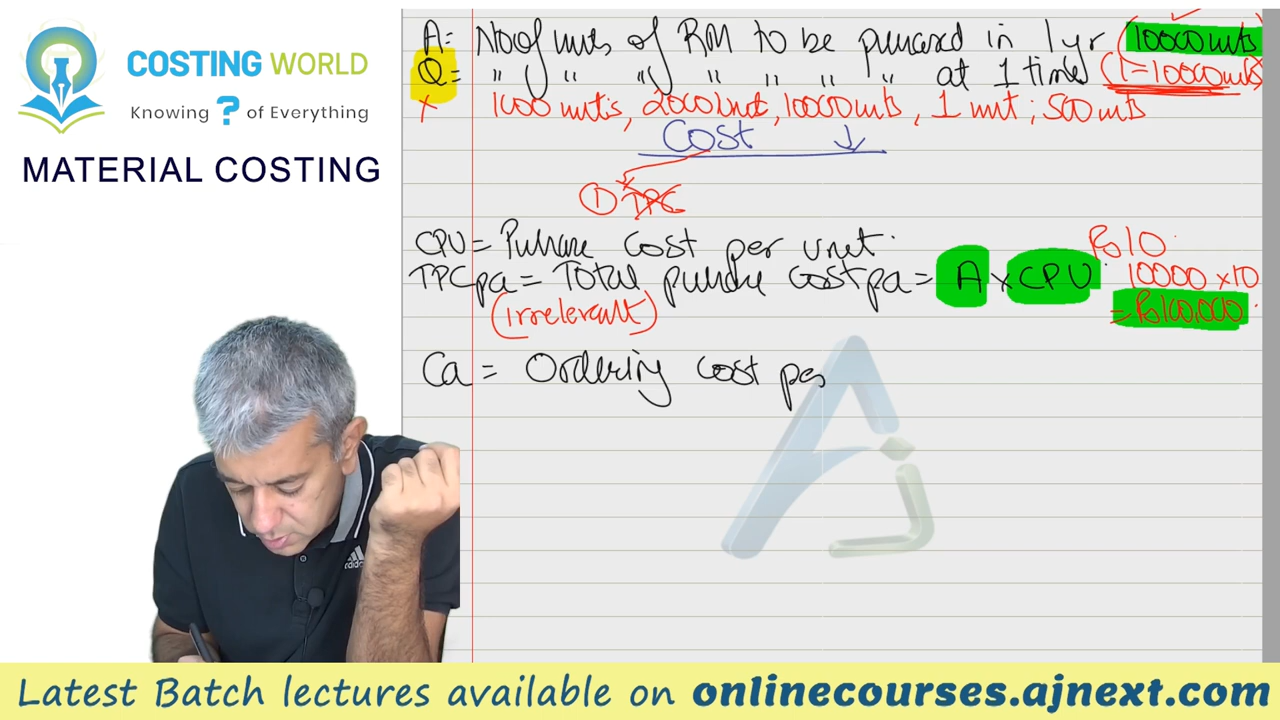 COSTING WORLD
Knowing ? of Everything
MATERIAL COSTING
A = No of units of RM to be purchased in 1 yr (10000 units)
Q = " " " " " " " at 1 time (1-10000 units)
1000 units, 2000 unit, 10000 units, 1 unit; 500 units
Cost ↓
① TPC
CPU = Purchase cost per unit. Rs 10
TPCpa = Total purchase cost pa = A × CPU. 10000 × 10
(irrelevant) = Rs 100,000.
Ca = Ordering cost per
adidas
Latest Batch lectures available on onlinecourses.ajnext.com